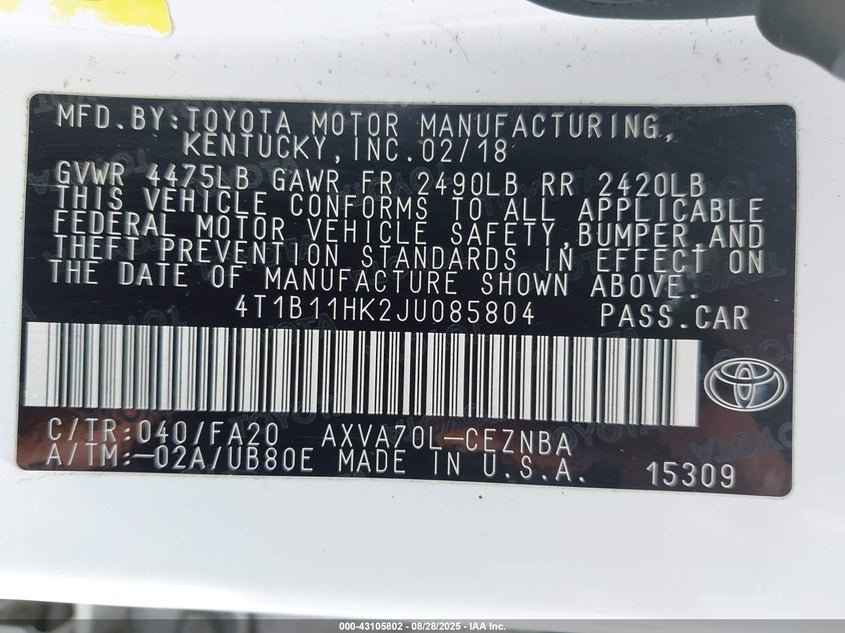 MFD.BY:TOYOTA MOTOR MANUFACTURING,
KENTUCKY,INC.02/18
GVWR 4475LB GAWR FR 2490LB RR 2420LB
THIS VEHICLE CONFORMS TO ALL APPLICABLE
FEDERAL MOTOR VEHICLE SAFETY,BUMPER,AND
THEFT PREVENTION STANDARDS IN EFFECT ON
THE DATE OF MANUFACTURE SHOWN ABOVE.
4T1B11HK2JU085804 PASS.CAR
C/TR:040/FA20 AXVA70L-CEZNBA
A/TM:-02A/UB80E MADE IN U.S.A. 15309
000-43105802 - 08/28/2025 - IAA Inc.